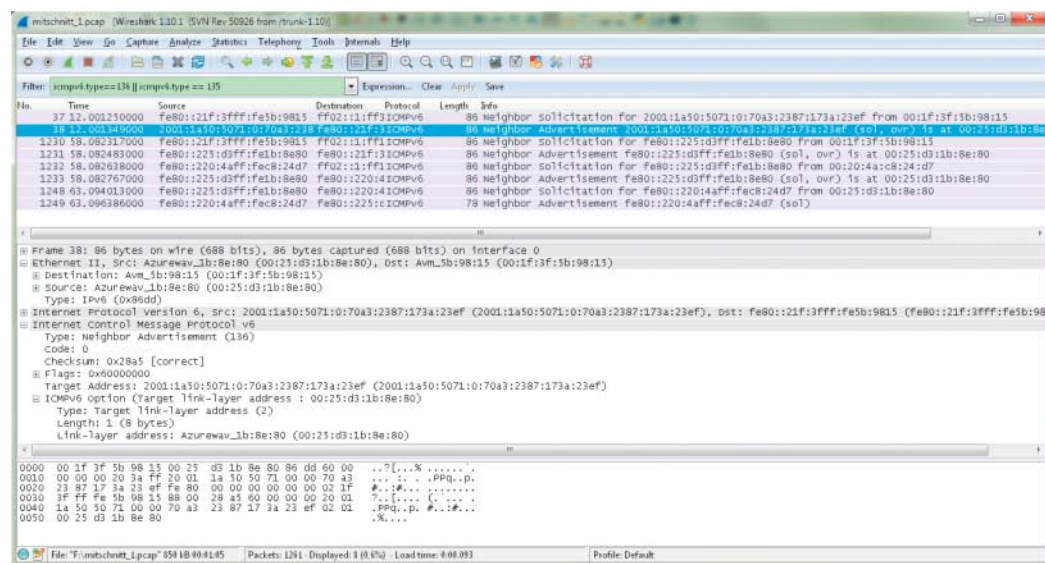 mitschnitt_1.pcap [Wireshark 1.10.1 (SVN Rev 50926 from /trunk-1.10)]
File Edit View Go Capture Analyze Statistics Telephony Tools Internals Help
Filter: icmpv6.type==136 || icmpv6.type == 135 Expression... Clear Apply Save
No. Time Source Destination Protocol Length Info
37 12.001250000 fe80::21f:3fff:fe5b:9815 ff02::1:ff3 ICMPv6 86 Neighbor Solicitation for 2001:1a50:5071:0:70a3:2387:173a:23ef from 00:1f:3f:5b:98:15
38 12.001349000 2001:1a50:5071:0:70a3:238 fe80::21f:3 ICMPv6 86 Neighbor Advertisement 2001:1a50:5071:0:70a3:2387:173a:23ef (sol, ovr) is at 00:25:d3:1b:8e
1230 58.082317000 fe80::21f:3fff:fe5b:9815 ff02::1:ff1 ICMPv6 86 Neighbor Solicitation for fe80::225:d3ff:fe1b:8e80 from 00:1f:3f:5b:98:15
1231 58.082483000 fe80::225:d3ff:fe1b:8e80 fe80::21f:3 ICMPv6 86 Neighbor Advertisement fe80::225:d3ff:fe1b:8e80 (sol, ovr) is at 00:25:d3:1b:8e:80
1232 58.082638000 fe80::220:4aff:fec8:24d7 ff02::1:ff1 ICMPv6 86 Neighbor Solicitation for fe80::225:d3ff:fe1b:8e80 from 00:20:4a:c8:24:d7
1233 58.082767000 fe80::225:d3ff:fe1b:8e80 fe80::220:4 ICMPv6 86 Neighbor Advertisement fe80::225:d3ff:fe1b:8e80 (sol, ovr) is at 00:25:d3:1b:8e:80
1248 63.094013000 fe80::225:d3ff:fe1b:8e80 fe80::220:4 ICMPv6 86 Neighbor Solicitation for fe80::220:4aff:fec8:24d7 from 00:25:d3:1b:8e:80
1249 63.096386000 fe80::220:4aff:fec8:24d7 fe80::225:c ICMPv6 78 Neighbor Advertisement fe80::220:4aff:fec8:24d7 (sol)
Frame 38: 86 bytes on wire (688 bits), 86 bytes captured (688 bits) on interface 0
Ethernet II, Src: Azurewav_1b:8e:80 (00:25:d3:1b:8e:80), Dst: Avm_5b:98:15 (00:1f:3f:5b:98:15)
Destination: Avm_5b:98:15 (00:1f:3f:5b:98:15)
Source: Azurewav_1b:8e:80 (00:25:d3:1b:8e:80)
Type: IPv6 (0x86dd)
Internet Protocol Version 6, Src: 2001:1a50:5071:0:70a3:2387:173a:23ef (2001:1a50:5071:0:70a3:2387:173a:23ef), Dst: fe80::21f:3fff:fe5b:9815 (fe80::21f:3fff:fe5b:98
Internet Control Message Protocol v6
Type: Neighbor Advertisement (136)
Code: 0
Checksum: 0x28a5 [correct]
Flags: 0x60000000
Target Address: 2001:1a50:5071:0:70a3:2387:173a:23ef (2001:1a50:5071:0:70a3:2387:173a:23ef)
ICMPv6 Option (Target link-layer address : 00:25:d3:1b:8e:80)
Type: Target link-layer address (2)
Length: 1 (8 bytes)
Link-layer address: Azurewav_1b:8e:80 (00:25:d3:1b:8e:80)
0000 00 1f 3f 5b 98 15 00 25 d3 1b 8e 80 86 dd 60 00 ..?[...% ......`.
0010 00 00 00 20 3a ff 20 01 1a 50 50 71 00 00 70 a3 ... :. . .PPq..p.
0020 23 87 17 3a 23 ef fe 80 00 00 00 00 00 00 02 1f #..:#... ........
0030 3f ff fe 5b 98 15 88 00 28 a5 60 00 00 00 20 01 ?..[.... (.`... .
0040 1a 50 50 71 00 00 70 a3 23 87 17 3a 23 ef 02 01 .PPq..p. #..:#...
0050 00 25 d3 1b 8e 80 .%....
File: "F:\mitschnitt_1.pcap" 850 kB 00:01:05 Packets: 1261 · Displayed: 8 (0,6%) · Load time: 0:00.093 Profile: Default